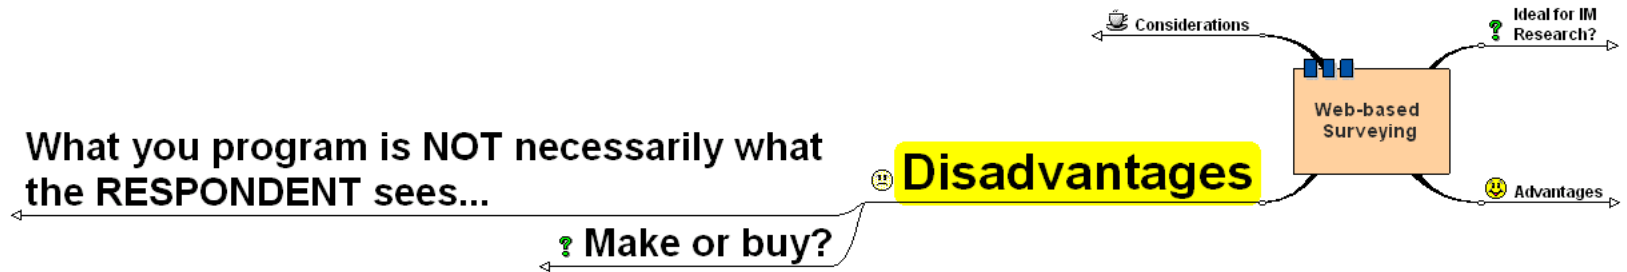 Considerations
Ideal for IM
Research?
Web-based
Surveying
What you program is NOT necessarily what
the RESPONDENT sees...
Disadvantages
Advantages
Make or buy?